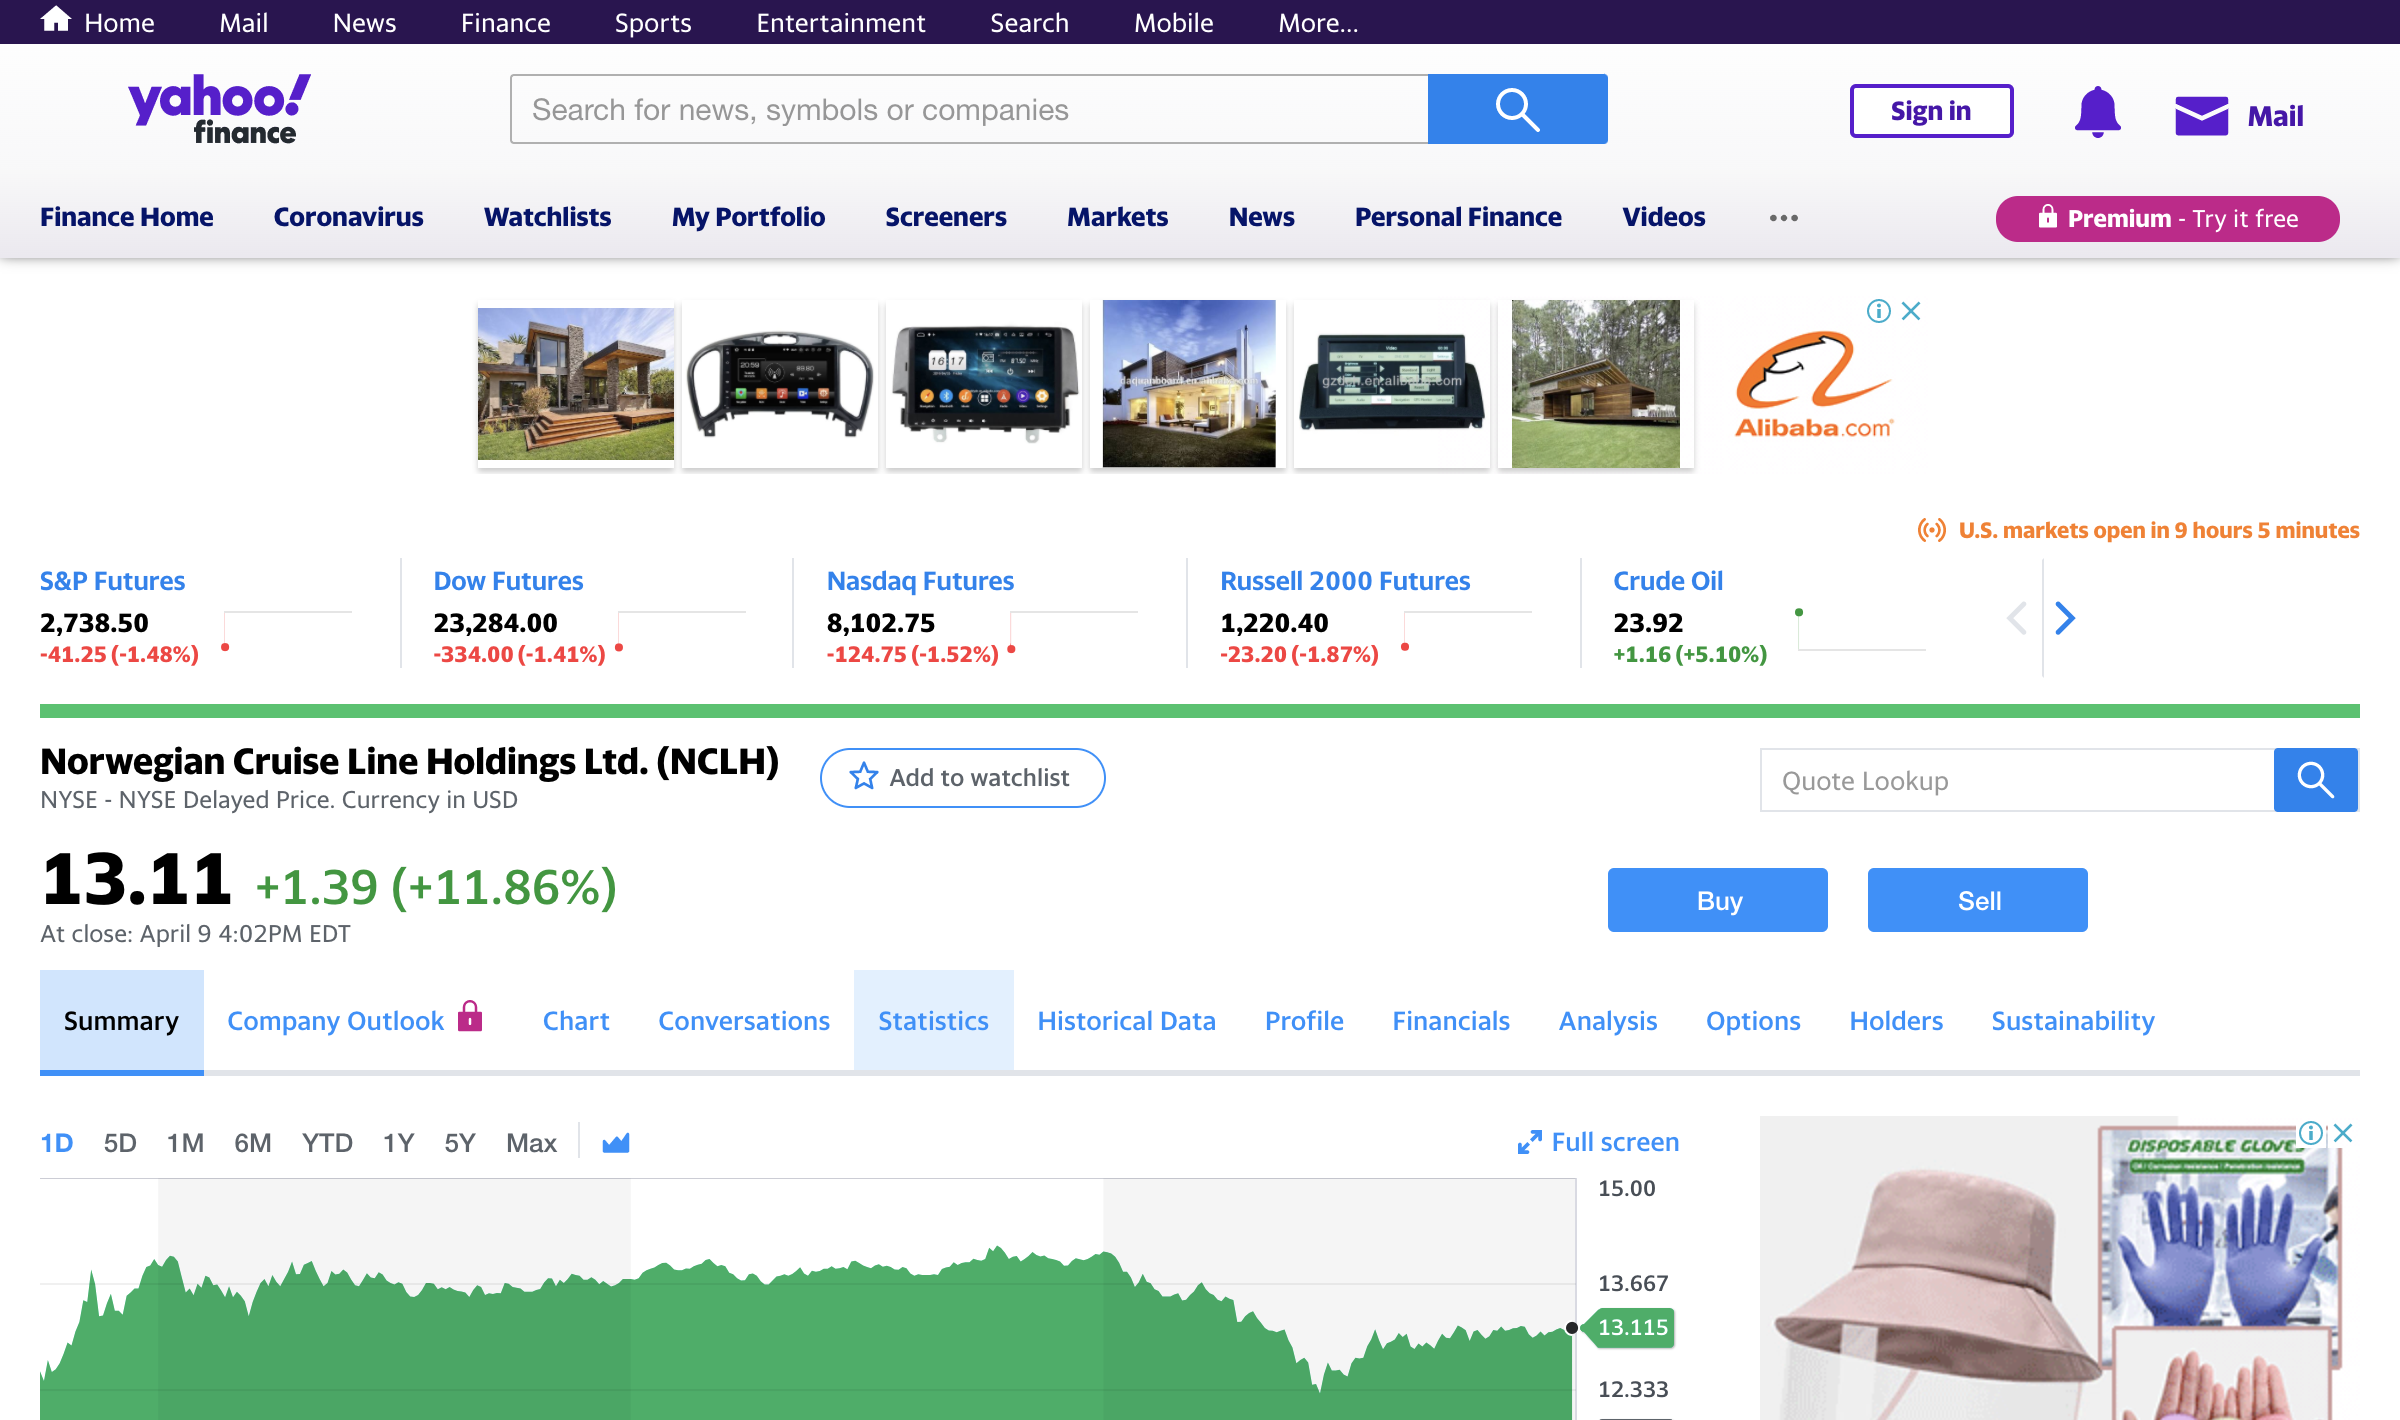 Home Mail News Finance Sports Entertainment Search Mobile More...
yahoo!
finance
Search for news, symbols or companies
Sign in
Mail
Finance Home Coronavirus Watchlists My Portfolio Screeners Markets News Personal Finance Videos ••• Premium - Try it free
16:17
gzdch.en.alibaba.com
Alibaba.com
U.S. markets open in 9 hours 5 minutes
S&P Futures
2,738.50
-41.25 (-1.48%)
Dow Futures
23,284.00
-334.00 (-1.41%)
Nasdaq Futures
8,102.75
-124.75 (-1.52%)
Russell 2000 Futures
1,220.40
-23.20 (-1.87%)
Crude Oil
23.92
+1.16 (+5.10%)
Norwegian Cruise Line Holdings Ltd. (NCLH)
NYSE - NYSE Delayed Price. Currency in USD
Add to watchlist
Quote Lookup
13.11 +1.39 (+11.86%)
At close: April 9 4:02PM EDT
Buy Sell
Summary Company Outlook Chart Conversations Statistics Historical Data Profile Financials Analysis Options Holders Sustainability
1D 5D 1M 6M YTD 1Y 5Y Max
Full screen
15.00
13.667
13.115
12.333
DISPOSABLE GLOVES